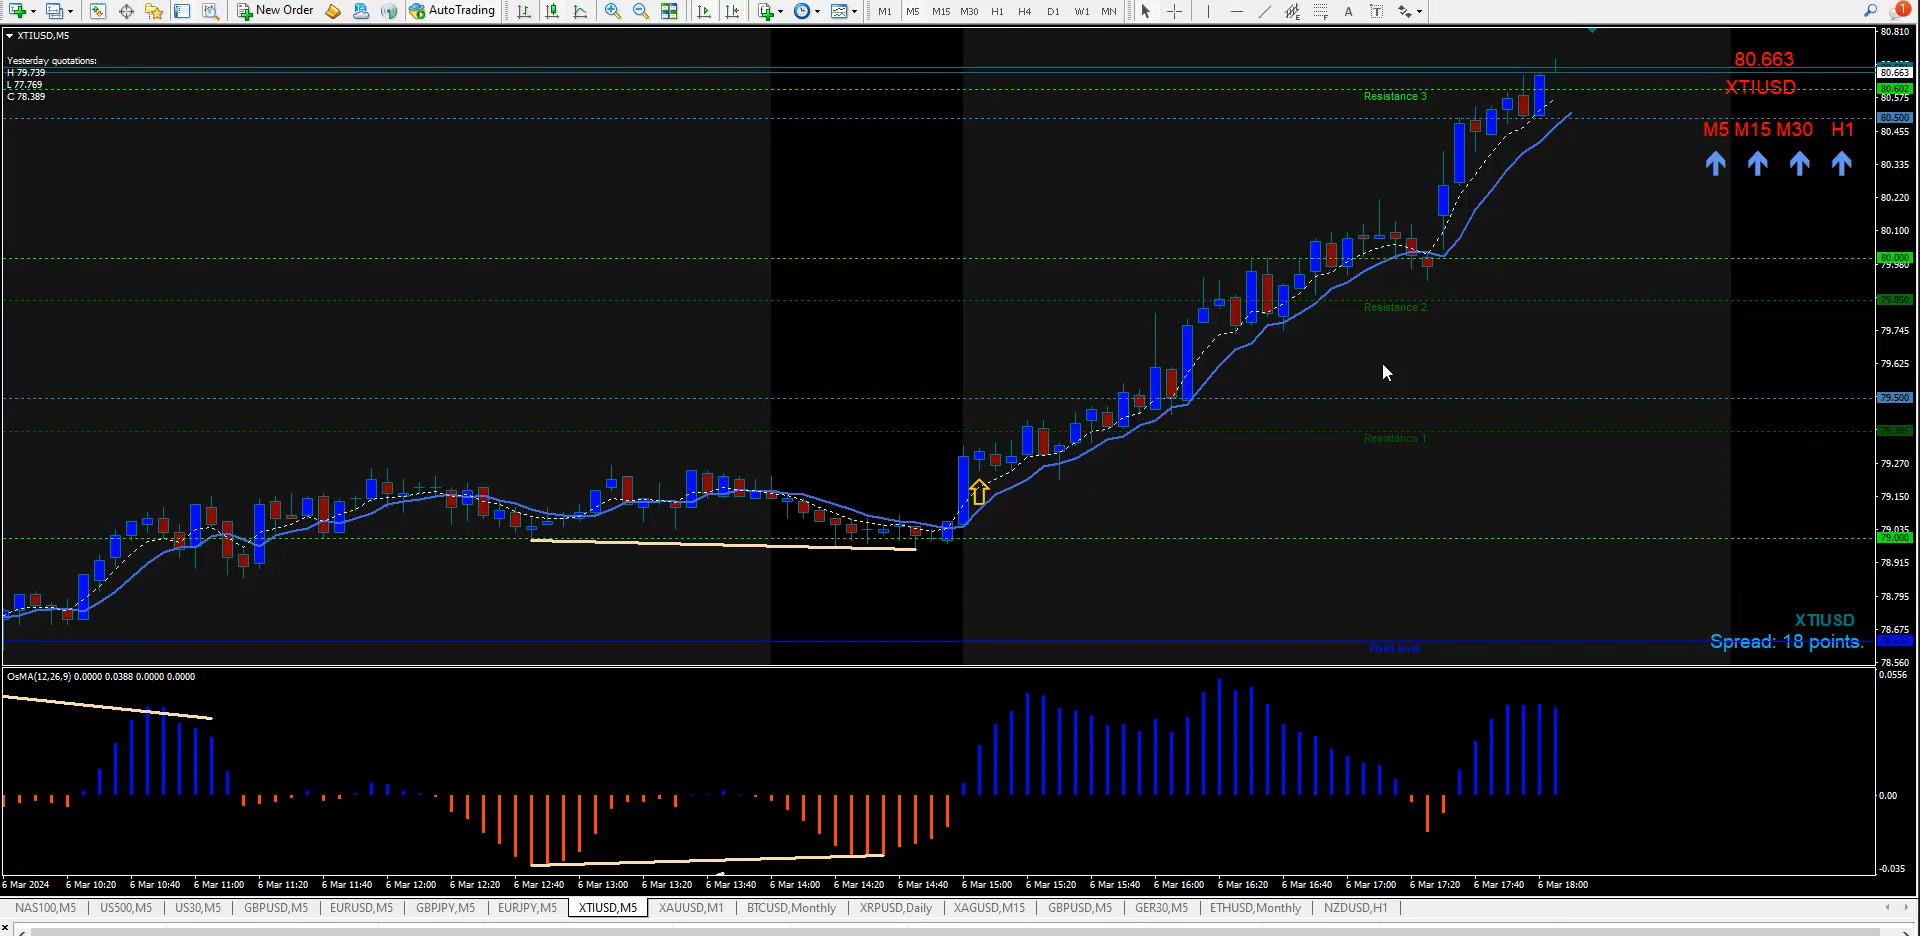 New Order AutoTrading M1 M5 M15 M30 H1 H4 D1 W1 MN A T 1
XTIUSD,M5
Yesterday quotations:
H 79.739
L 77.769
C 78.389
80.663
XTIUSD
M5 M15 M30 H1
Resistance 3
Resistance 2
Resistance 1
Pivot level
XTIUSD
Spread: 18 points.
80.810
80.663
80.602
80.575
80.500
80.455
80.335
80.220
80.100
80.000
79.980
79.850
79.745
79.625
79.500
79.270
79.150
79.035
79.000
78.915
78.795
78.675
78.560
OsMA(12,26,9) 0.0000 0.0388 0.0000 0.0000
0.0556
0.00
-0.035
6 Mar 2024 6 Mar 10:20 6 Mar 10:40 6 Mar 11:00 6 Mar 11:20 6 Mar 11:40 6 Mar 12:00 6 Mar 12:20 6 Mar 12:40 6 Mar 13:00 6 Mar 13:20 6 Mar 13:40 6 Mar 14:00 6 Mar 14:20 6 Mar 14:40 6 Mar 15:00 6 Mar 15:20 6 Mar 15:40 6 Mar 16:00 6 Mar 16:20 6 Mar 16:40 6 Mar 17:00 6 Mar 17:20 6 Mar 17:40 6 Mar 18:00
NAS100,M5 US500,M5 US30,M5 GBPUSD,M5 EURUSD,M5 GBPJPY,M5 EURJPY,M5 XTIUSD,M5 XAUUSD,M1 BTCUSD,Monthly XRPUSD,Daily XAGUSD,M15 GBPUSD,M5 GER30,M5 ETHUSD,Monthly NZDUSD,H1